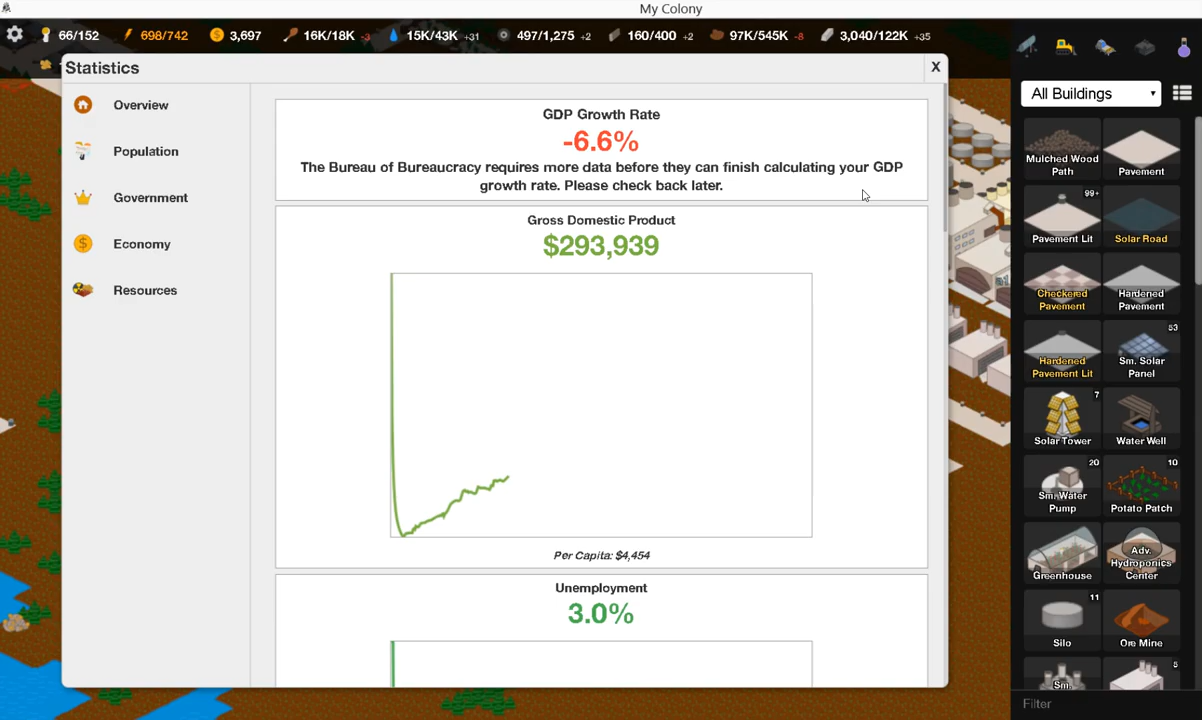 My Colony
66/152 698/742 3,697 16K/18K -3 15K/43K +31 497/1,275 +2 160/400 +2 97K/545K -8 3,040/122K +35
Statistics
X
Overview
Population
Government
Economy
Resources
GDP Growth Rate
-6.6%
The Bureau of Bureaucracy requires more data before they can finish calculating your GDP
growth rate. Please check back later.
Gross Domestic Product
$293,939
Per Capita: $4,454
Unemployment
3.0%
All Buildings
Mulched Wood
Path
Pavement
99+
Pavement Lit
Solar Road
Checkered
Pavement
Hardened
Pavement
Hardened
Pavement Lit
53
Sm. Solar
Panel
7
Solar Tower
Water Well
20
Sm. Water
Pump
10
Potato Patch
Greenhouse
Adv.
Hydroponics
Center
11
Silo
Ore Mine
Sm.
5
Filter